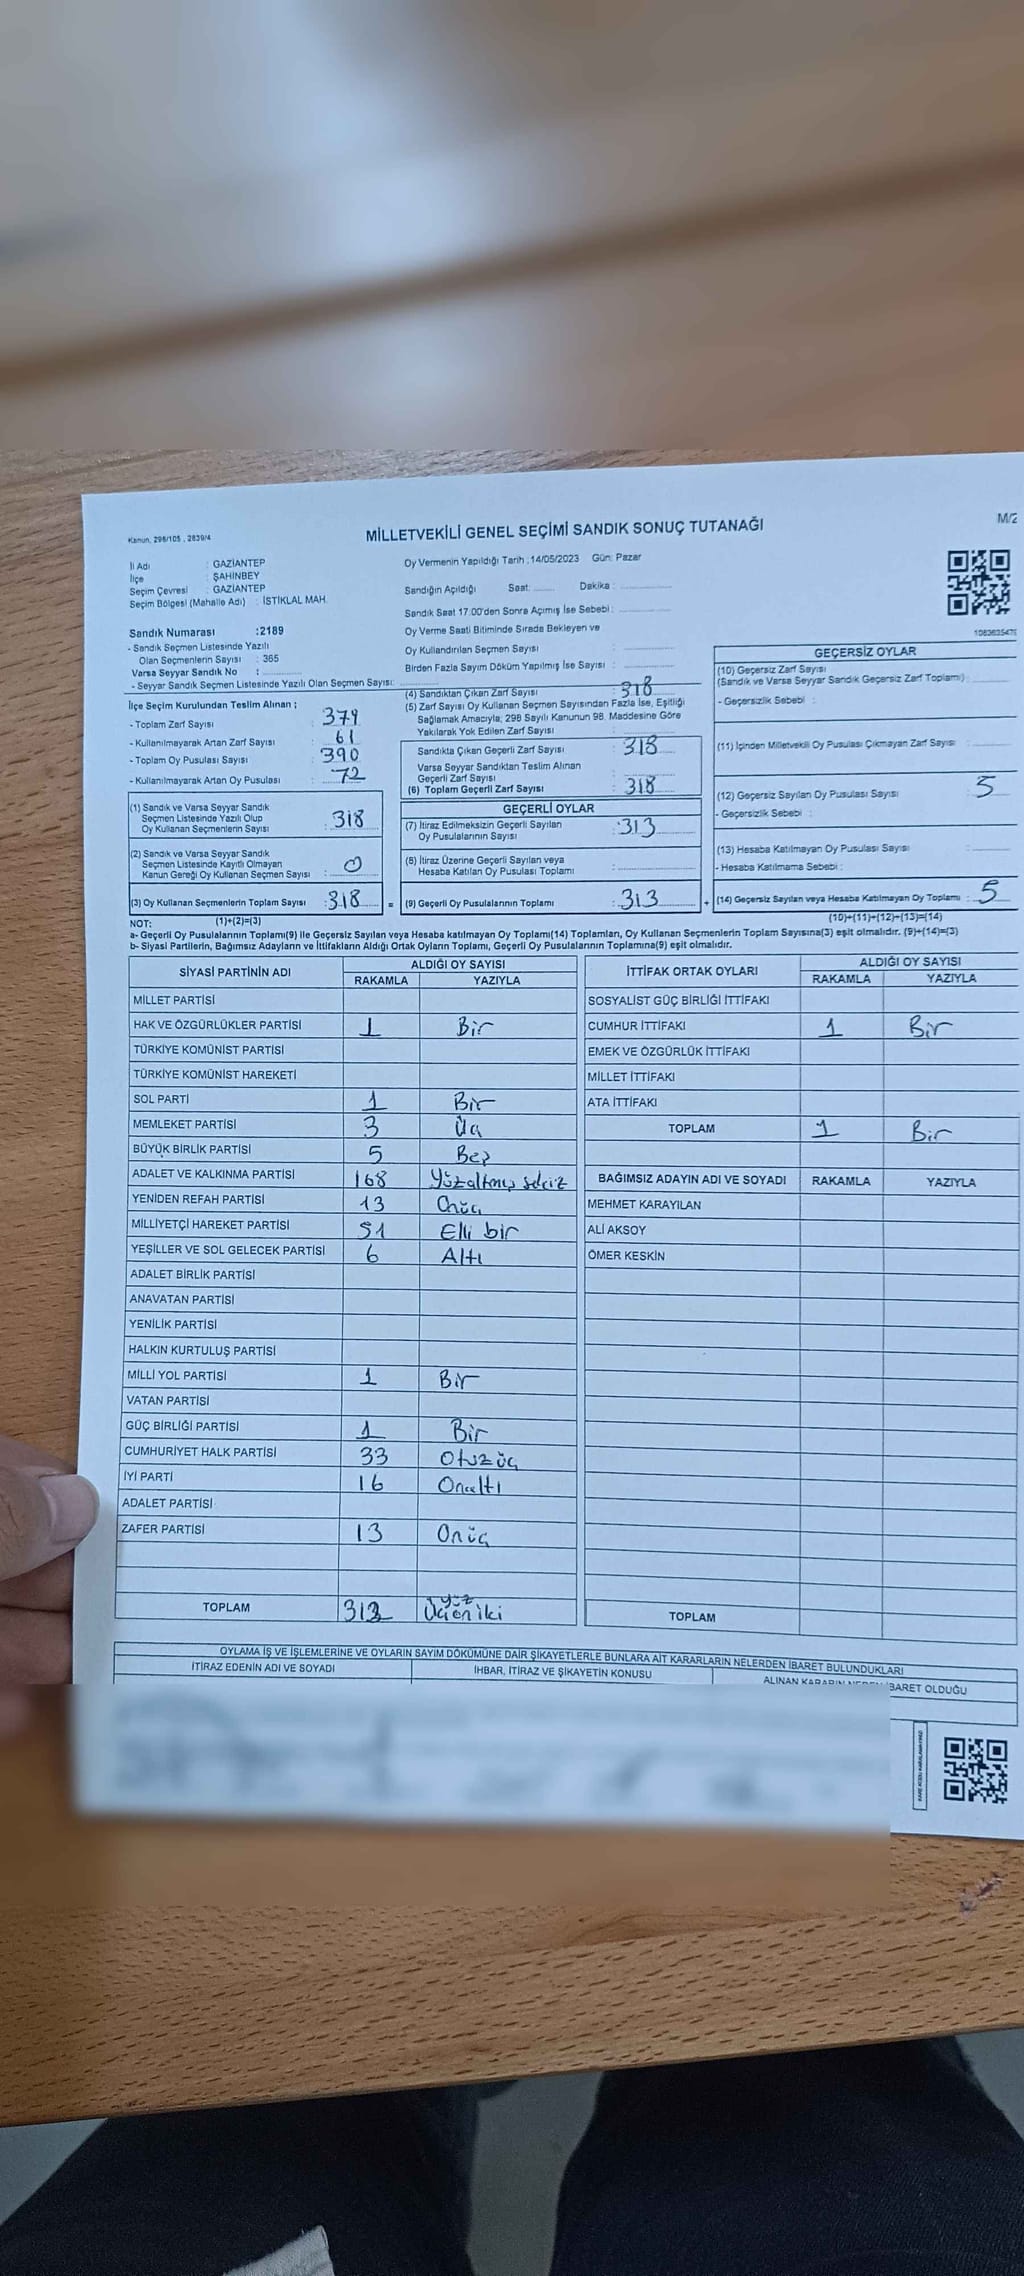 Kanun, 298/105 , 2839/4
MİLLETVEKİLİ GENEL SEÇİMİ SANDIK SONUÇ TUTANAĞI
M/2
İl Adı : GAZİANTEP
İlçe : ŞAHİNBEY
Seçim Çevresi : GAZİANTEP
Seçim Bölgesi (Mahalle Adı) : İSTİKLAL MAH.
Sandık Numarası :2189
- Sandık Seçmen Listesinde Yazılı
Olan Seçmenlerin Sayısı : 365
Varsa Seyyar Sandık No :
- Seyyar Sandık Seçmen Listesinde Yazılı Olan Seçmen Sayısı:
Oy Vermenin Yapıldığı Tarih :14/05/2023 Gün: Pazar
Sandığın Açıldığı Saat: Dakika :
Sandık Saat 17.00'den Sonra Açımış İse Sebebi :
Oy Verme Saati Bitiminde Sırada Bekleyen ve
Oy Kullandırılan Seçmen Sayısı :
Birden Fazla Sayım Döküm Yapılmış İse Sayısı :
İlçe Seçim Kurulundan Teslim Alınan ;
- Toplam Zarf Sayısı : 379
- Kullanılmayarak Artan Zarf Sayısı : 61
- Toplam Oy Pusulası Sayısı : 390
- Kullanılmayarak Artan Oy Pusulası : 72
(1) Sandık ve Varsa Seyyar Sandık
Seçmen Listesinde Yazılı Olup
Oy Kullanan Seçmenlerin Sayısı : 318
(2) Sandık ve Varsa Seyyar Sandık
Seçmen Listesinde Kayıtlı Olmayan
Kanun Gereği Oy Kullanan Seçmen Sayısı : 0
(3) Oy Kullanan Seçmenlerin Toplam Sayısı :318 =
(1)+(2)=(3)
(4) Sandıktan Çıkan Zarf Sayısı : 318
(5) Zarf Sayısı Oy Kullanan Seçmen Sayısından Fazla İse, Eşitliği
Sağlamak Amacıyla; 298 Sayılı Kanunun 98. Maddesine Göre
Yakılarak Yok Edilen Zarf Sayısı :
Sandıkta Çıkan Geçerli Zarf Sayısı : 318
Varsa Seyyar Sandıktan Teslim Alınan
Geçerli Zarf Sayısı :
(6) Toplam Geçerli Zarf Sayısı : 318
GEÇERLİ OYLAR
(7) İtiraz Edilmeksizin Geçerli Sayılan
Oy Pusulalarının Sayısı :313
(8) İtiraz Üzerine Geçerli Sayılan veya
Hesaba Katılan Oy Pusulası Toplamı :
(9) Geçerli Oy Pusulalarının Toplamı : 313 +
GEÇERSİZ OYLAR
(10) Geçersiz Zarf Sayısı
(Sandık ve Varsa Seyyar Sandık Geçersiz Zarf Toplamı) :
- Geçersizlik Sebebi :
(11) İçinden Milletvekili Oy Pusulası Çıkmayan Zarf Sayısı :
(12) Geçersiz Sayılan Oy Pusulası Sayısı : 5
- Geçersizlik Sebebi :
(13) Hesaba Katılmayan Oy Pusulası Sayısı :
- Hesaba Katılmama Sebebi :
(14) Geçersiz Sayılan veya Hesaba Katılmayan Oy Toplamı : 5
(10)+(11)+(12)+(13)=(14)
NOT:
a- Geçerli Oy Pusulalarının Toplamı(9) ile Geçersiz Sayılan veya Hesaba katılmayan Oy Toplamı(14) Toplamları, Oy Kullanan Seçmenlerin Toplam Sayısına(3) eşit olmalıdır. (9)+(14)=(3)
b- Siyasi Partilerin, Bağımsız Adayların ve İttifakların Aldığı Ortak Oyların Toplamı, Geçerli Oy Pusulalarının Toplamına(9) eşit olmalıdır.
SİYASİ PARTİNİN ADI ALDIĞI OY SAYISI
RAKAMLA YAZIYLA
MİLLET PARTİSİ
HAK VE ÖZGÜRLÜKLER PARTİSİ 1 Bir
TÜRKİYE KOMÜNİST PARTİSİ
TÜRKİYE KOMÜNİST HAREKETİ
SOL PARTİ 1 Bir
MEMLEKET PARTİSİ 3 Üç
BÜYÜK BİRLİK PARTİSİ 5 Beş
ADALET VE KALKINMA PARTİSİ 168 Yüzaltmış sekiz
YENİDEN REFAH PARTİSİ 13 Onüç
MİLLİYETÇİ HAREKET PARTİSİ 51 Elli bir
YEŞİLLER VE SOL GELECEK PARTİSİ 6 Altı
ADALET BİRLİK PARTİSİ
ANAVATAN PARTİSİ
YENİLİK PARTİSİ
HALKIN KURTULUŞ PARTİSİ
MİLLİ YOL PARTİSİ 1 Bir
VATAN PARTİSİ
GÜÇ BİRLİĞİ PARTİSİ 1 Bir
CUMHURİYET HALK PARTİSİ 33 Otuzüç
İYİ PARTİ 16 Onaltı
ADALET PARTİSİ
ZAFER PARTİSİ 13 Onüç
TOPLAM 312 Üçyüzoniki
İTTİFAK ORTAK OYLARI ALDIĞI OY SAYISI
RAKAMLA YAZIYLA
SOSYALİST GÜÇ BİRLİĞİ İTTİFAKI
CUMHUR İTTİFAKI 1 Bir
EMEK VE ÖZGÜRLÜK İTTİFAKI
MİLLET İTTİFAKI
ATA İTTİFAKI
TOPLAM 1 Bir
BAĞIMSIZ ADAYIN ADI VE SOYADI RAKAMLA YAZIYLA
MEHMET KARAYILAN
ALİ AKSOY
ÖMER KESKİN
TOPLAM
OYLAMA İŞ VE İŞLEMLERİNE VE OYLARIN SAYIM DÖKÜMÜNE DAİR ŞİKAYETLERLE BUNLARA AİT KARARLARIN NELERDEN İBARET BULUNDUKLARI
İTİRAZ EDENİN ADI VE SOYADI İHBAR, İTİRAZ VE ŞİKAYETİN KONUSU ALINAN KARARIN NEDEN İBARET OLDUĞU